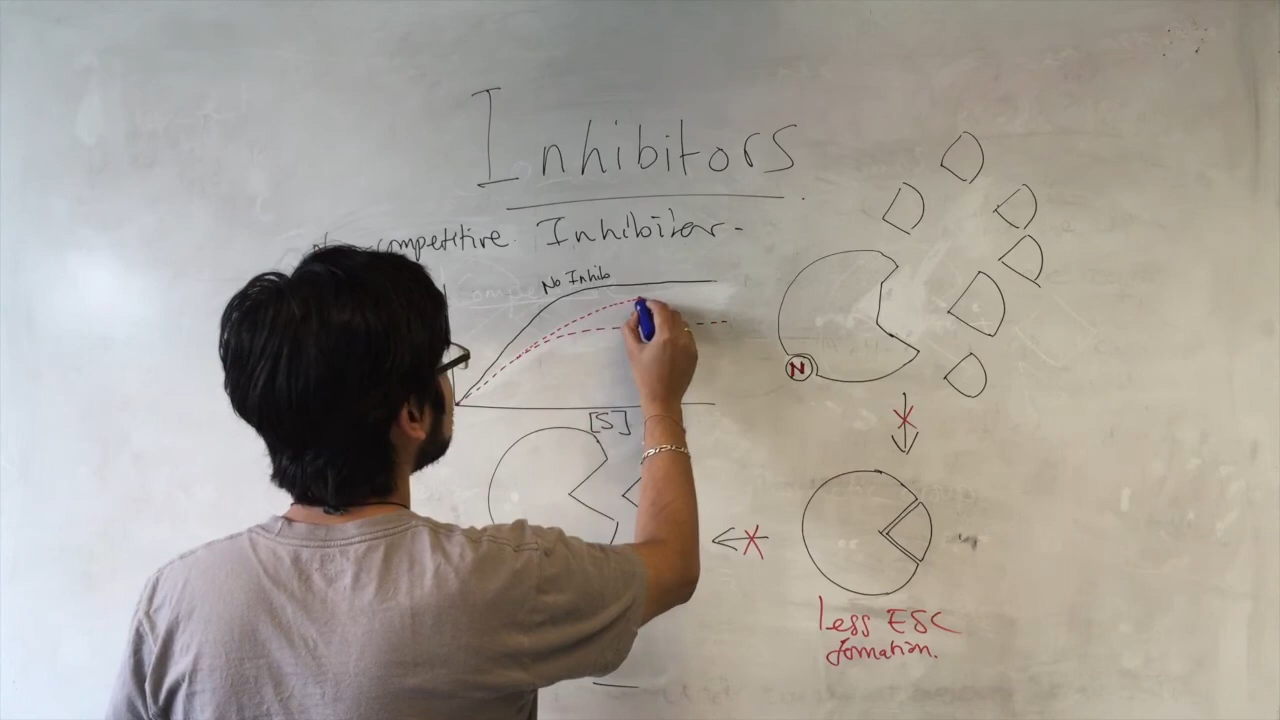 Inhibitors
competitive Inhibitor-
No Inhib
[S]
N
less ESC
formation.